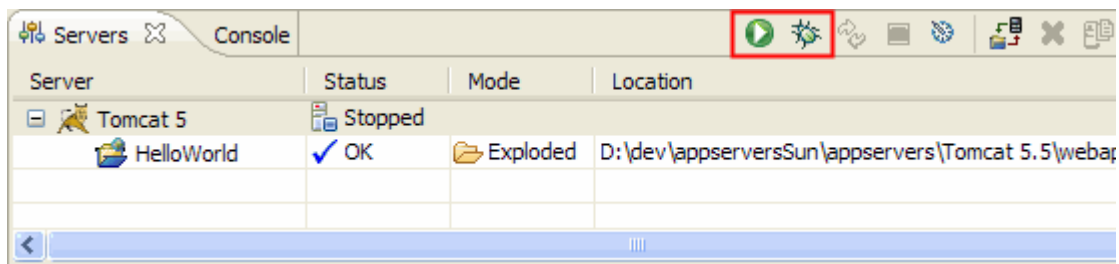 Servers Console
Server Status Mode Location
Tomcat 5 Stopped
HelloWorld OK Exploded D:\dev\appserversSun\appservers\Tomcat 5.5\webap